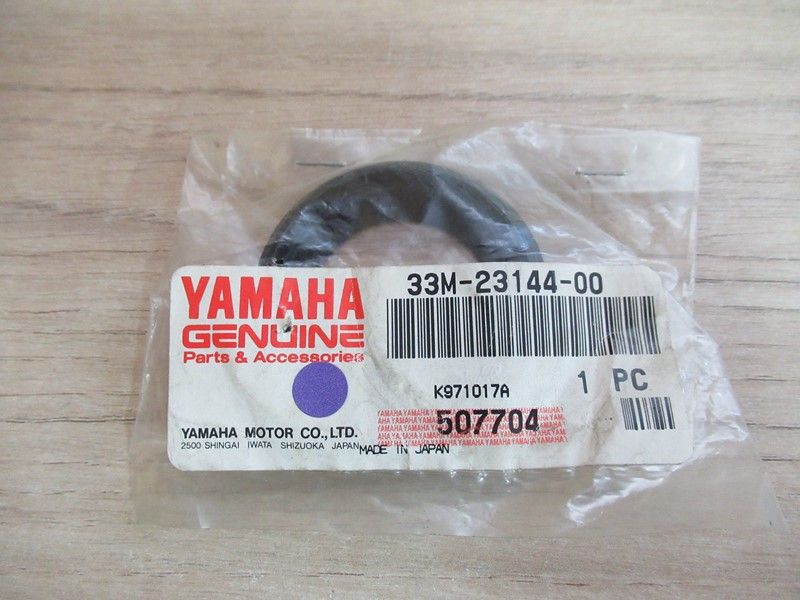 YAMAHA
GENUINE
Parts & Accessories
YAMAHA MOTOR CO.,LTD.
2500 SHINGAI IWATA SHIZUOKA JAPAN
MADE IN JAPAN
33M-23144-00
K971017A
1 PC
507704